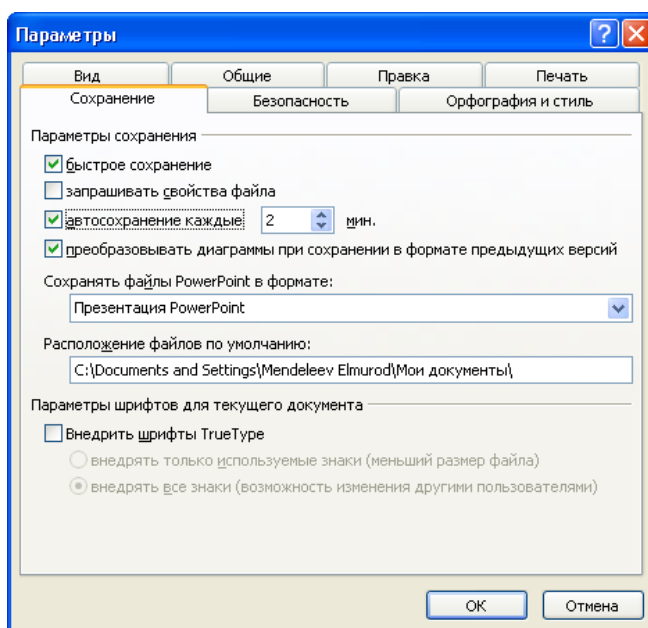 Параметры
Вид Общие Правка Печать
Сохранение Безопасность Орфография и стиль
Параметры сохранения
быстрое сохранение
запрашивать свойства файла
автосохранение каждые 2 мин.
преобразовывать диаграммы при сохранении в формате предыдущих версий
Сохранять файлы PowerPoint в формате:
Презентация PowerPoint
Расположение файлов по умолчанию:
C:\Documents and Settings\Mendeleev Elmurod\Мои документы\
Параметры шрифтов для текущего документа
Внедрить шрифты TrueType
внедрять только используемые знаки (меньший размер файла)
внедрять все знаки (возможность изменения другими пользователями)
ОК Отмена